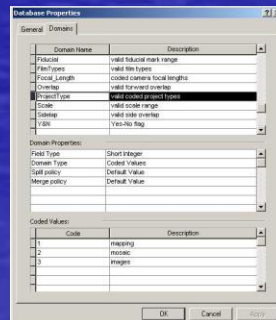 Database Properties
General Domains
Domain Name Description
Fiducial valid fiducial mark range
FilmTypes valid film types
Focal_Length coded camera focal lengths
Overlap valid forward overlap
ProjectType valid coded project types
Scale valid scale range
Sidelap valid side overlap
Y&N Yes-No flag
Domain Properties:
Field Type Short Integer
Domain Type Coded Values
Split policy Default Value
Merge policy Default Value
Coded Values:
Code Description
1 mapping
2 mosaic
3 images
OK Cancel Apply